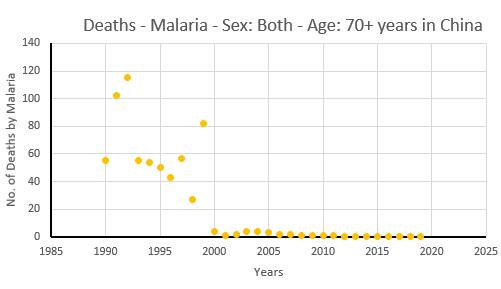 Deaths - Malaria - Sex: Both - Age: 70+ years in China
140
120
100
80
60
40
20
0
No. of Deaths by Malaria
1985 1990 1995 2000 2005 2010 2015 2020 2025
Years